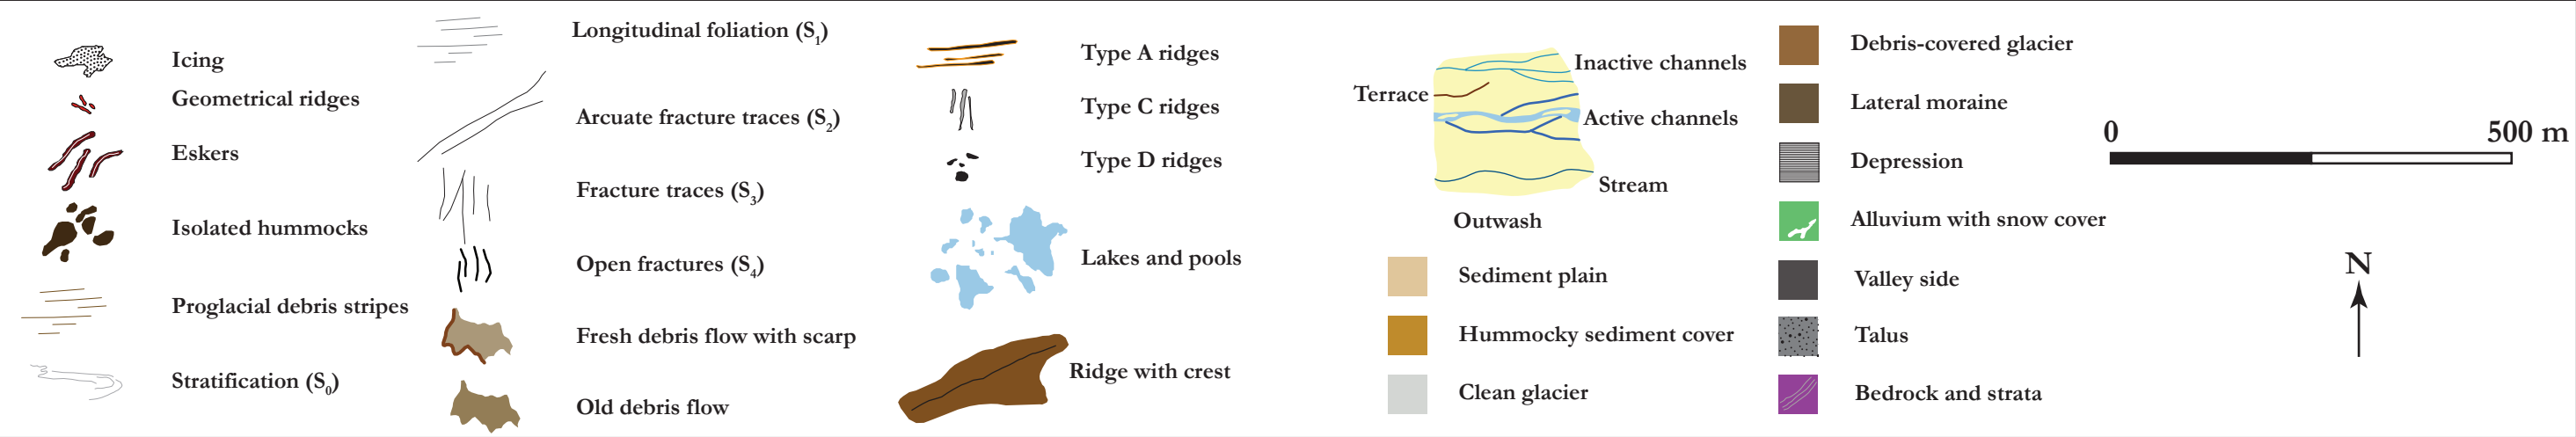 Icing
Geometrical ridges
Eskers
Isolated hummocks
Proglacial debris stripes
Stratification (S₀)
Longitudinal foliation (S₁)
Arcuate fracture traces (S₂)
Fracture traces (S₃)
Open fractures (S₄)
Fresh debris flow with scarp
Old debris flow
Type A ridges
Type C ridges
Type D ridges
Lakes and pools
Ridge with crest
Inactive channels
Terrace
Active channels
Stream
Outwash
Sediment plain
Hummocky sediment cover
Clean glacier
Debris-covered glacier
Lateral moraine
Depression
Alluvium with snow cover
Valley side
Talus
Bedrock and strata
0 500 m
N